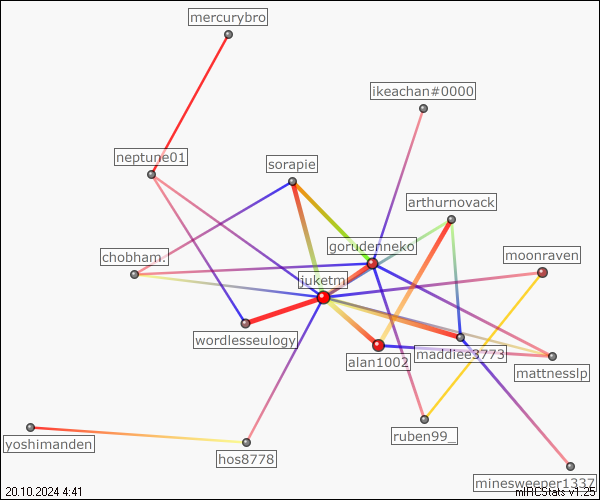 mercurybro
ikeachan#0000
neptune01
sorapie
arthurnovack
gorudenneko
chobham.
moonraven
juketm
wordlesseulogy
maddiee3773
alan1002
mattnesslp
ruben99_
yoshimanden
hos8778
minesweeper1337
20.10.2024 4:41
mIRCStats v1.25